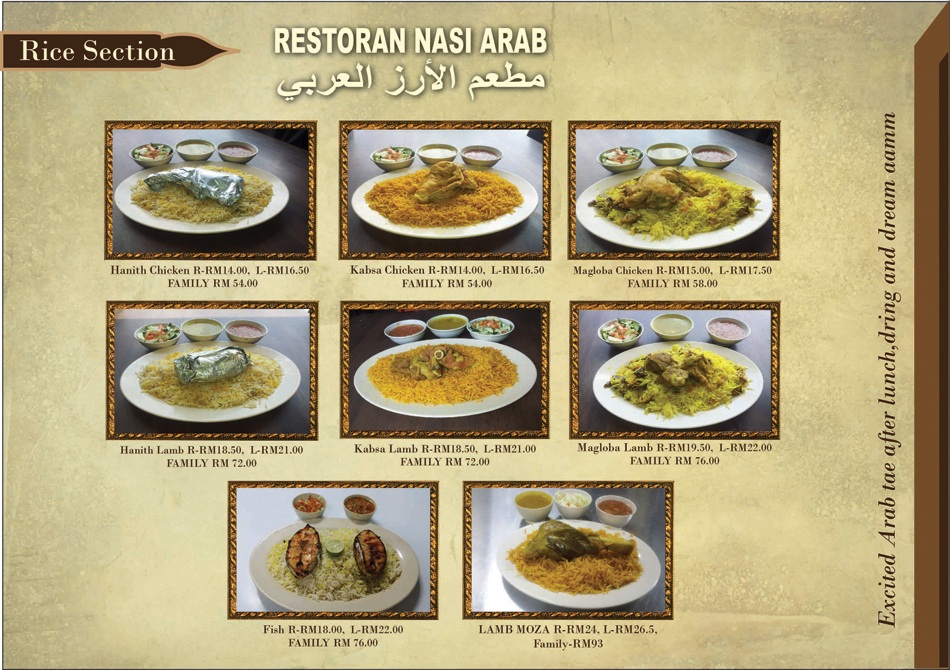 Rice Section
RESTORAN NASI ARAB
مطعم الأرز العربي
Hanith Chicken R-RM14.00, L-RM16.50
FAMILY RM 54.00
Kabsa Chicken R-RM14.00, L-RM16.50
FAMILY RM 54.00
Magloba Chicken R-RM15.00, L-RM17.50
FAMILY RM 58.00
Hanith Lamb R-RM18.50, L-RM21.00
FAMILY RM 72.00
Kabsa Lamb R-RM18.50, L-RM21.00
FAMILY RM 72.00
Magloba Lamb R-RM19.50, L-RM22.00
FAMILY RM 76.00
Fish R-RM18.00, L-RM22.00
FAMILY RM 76.00
LAMB MOZA R-RM24, L-RM26.5,
Family-RM93
Excited Arab tae after lunch,dring and dream aamm